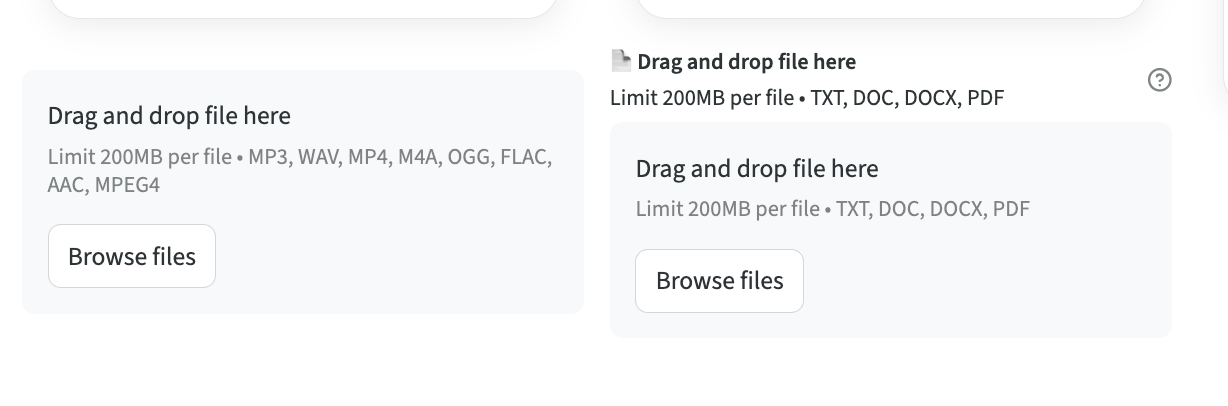 Drag and drop file here
Limit 200MB per file • MP3, WAV, MP4, M4A, OGG, FLAC,
AAC, MPEG4
Browse files
Drag and drop file here
Limit 200MB per file • TXT, DOC, DOCX, PDF
Drag and drop file here
Limit 200MB per file • TXT, DOC, DOCX, PDF
Browse files